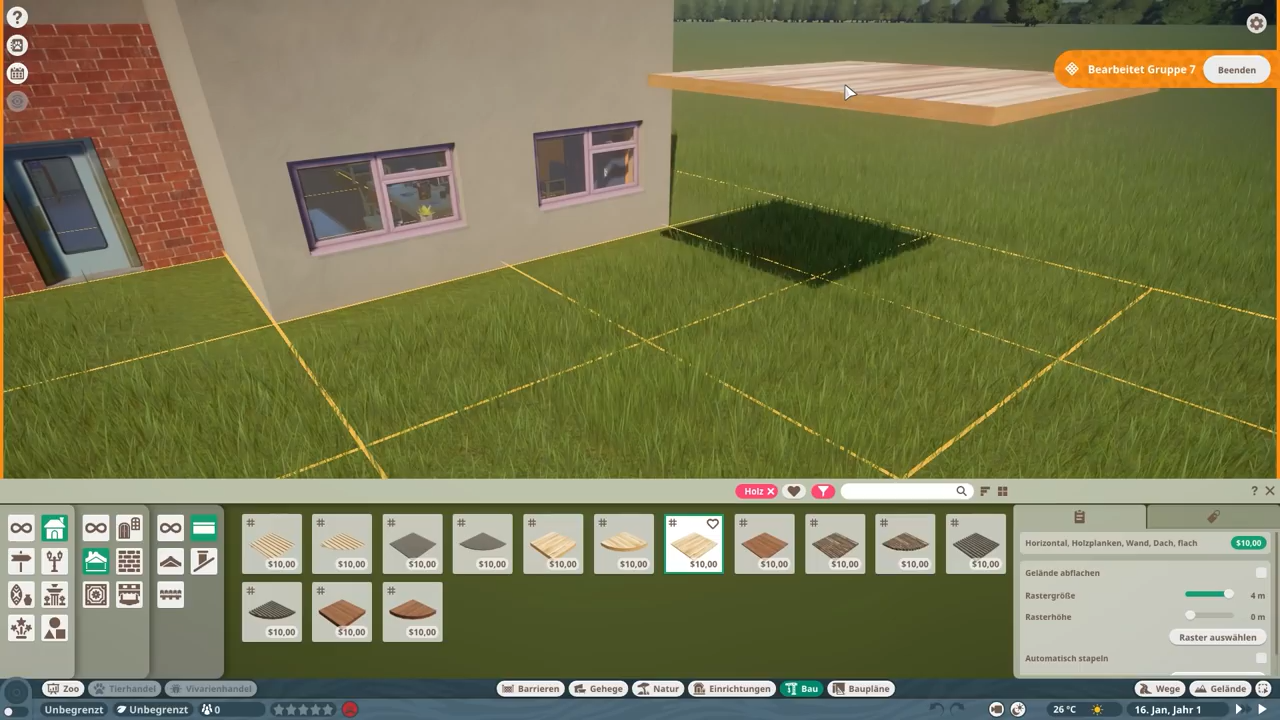 ?
Bearbeitet Gruppe 7
Beenden
Holz ×
? ×
$10,00
$10,00
$10,00
$10,00
$10,00
$10,00
$10,00
$10,00
$10,00
$10,00
$10,00
$10,00
$10,00
$10,00
Horizontal, Holzplanken, Wand, Dach, flach
$10,00
Gelände abflachen
Rastergröße
4 m
Rasterhöhe
0 m
Raster auswählen
Automatisch stapeln
Zoo
Tierhandel
Vivarienhandel
Barrieren
Gehege
Natur
Einrichtungen
Bau
Baupläne
Wege
Gelände
Unbegrenzt
Unbegrenzt
0
26 °C
16. Jan, Jahr 1